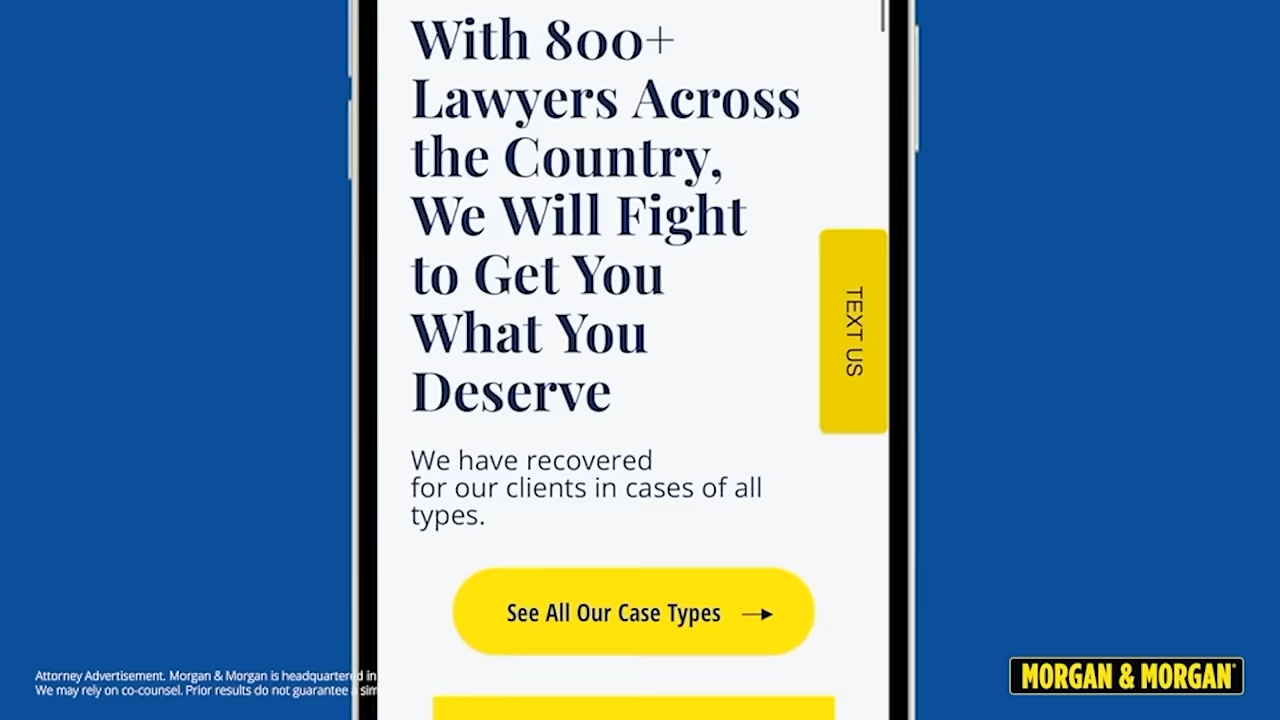 With 800+
Lawyers Across
the Country,
We Will Fight
to Get You
What You
Deserve
TEXT US
We have recovered
for our clients in cases of all
types.
See All Our Case Types
Attorney Advertisement. Morgan & Morgan is headquartered in
We may rely on co-counsel. Prior results do not guarantee a
MORGAN & MORGAN®